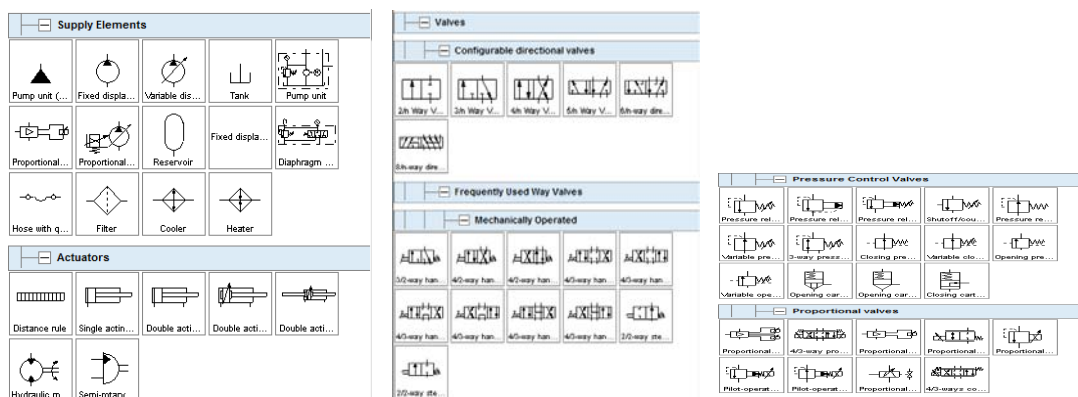 Supply Elements
Pump unit (... Fixed displa... Variable dis... Tank Pump unit
Proportional... Proportional... Reservoir Fixed displa... Diaphragm ...
Hose with q... Filter Cooler Heater
Actuators
Distance rule Single actin... Double acti... Double acti... Double acti...
Hydraulic m... Semi-rotary
Valves
Configurable directional valves
2/n Way V... 3/n Way V... 4/n Way V... 5/n Way V... 6/n-way dire...
8/n-way dire...
Frequently Used Way Valves
Mechanically Operated
3/2-way han... 4/2-way han... 4/2-way han... 4/3-way han... 4/3-way han...
4/3-way han... 4/3-way han... 4/3-way han... 4/3-way han... 2/2-way ste...
2/2-way ste...
Pressure Control Valves
Pressure rel... Pressure rel... Pressure rel... Shutoff/cou... Pressure re...
Variable pre... 3-way press... Closing pre... Variable clo... Opening pre...
Variable ope... Opening car... Opening car... Closing cart...
Proportional valves
Proportional... 4/3-way pro... Proportional... Proportional... Proportional...
Pilot-operat... Pilot-operat... Proportional... 4/3-ways co...